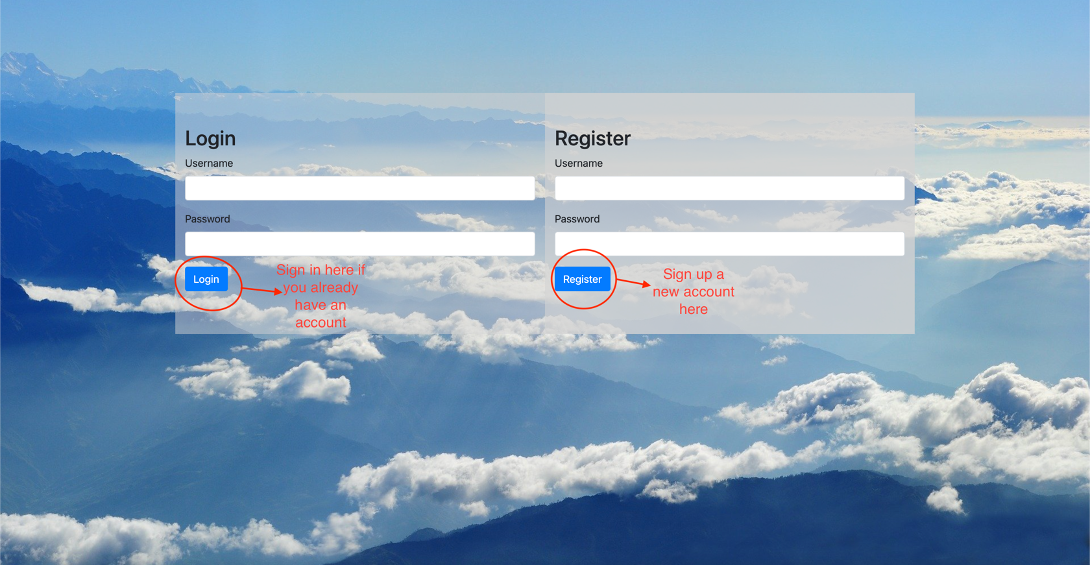 Login
Username
Password
Login
Sign in here if
you already
have an
account
Register
Username
Password
Register
Sign up a
new account
here